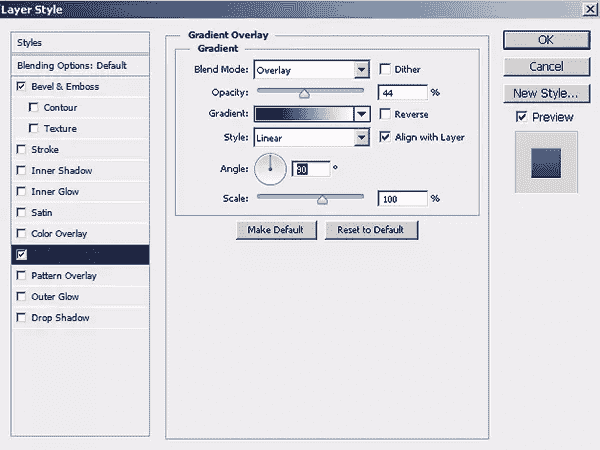 Layer Style
Styles
Blending Options: Default
Bevel & Emboss
Contour
Texture
Stroke
Inner Shadow
Inner Glow
Satin
Color Overlay
Pattern Overlay
Outer Glow
Drop Shadow
Gradient Overlay
Gradient
Blend Mode: Overlay Dither
Opacity: 44 %
Gradient: Reverse
Style: Linear Align with Layer
Angle: °
Scale: 100 %
Make Default Reset to Default
OK
Cancel
New Style...
Preview